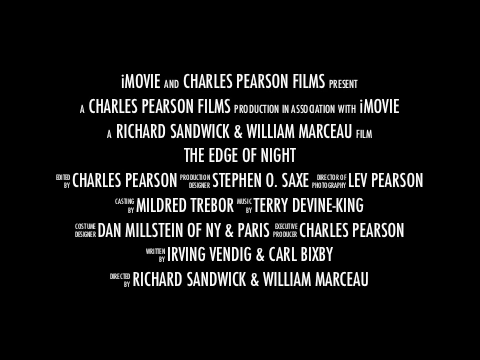 iMOVIE AND CHARLES PEARSON FILMS PRESENT
A CHARLES PEARSON FILMS PRODUCTION IN ASSOCIATION WITH iMOVIE
A RICHARD SANDWICK & WILLIAM MARCEAU FILM
THE EDGE OF NIGHT
EDITED BY CHARLES PEARSON PRODUCTION DESIGNER STEPHEN O. SAXE DIRECTOR OF PHOTOGRAPHY LEV PEARSON
CASTING BY MILDRED TREBOR MUSIC BY TERRY DEVINE-KING
COSTUME DESIGNER DAN MILLSTEIN OF NY & PARIS EXECUTIVE PRODUCER CHARLES PEARSON
WRITTEN BY IRVING VENDIG & CARL BIXBY
DIRECTED BY RICHARD SANDWICK & WILLIAM MARCEAU